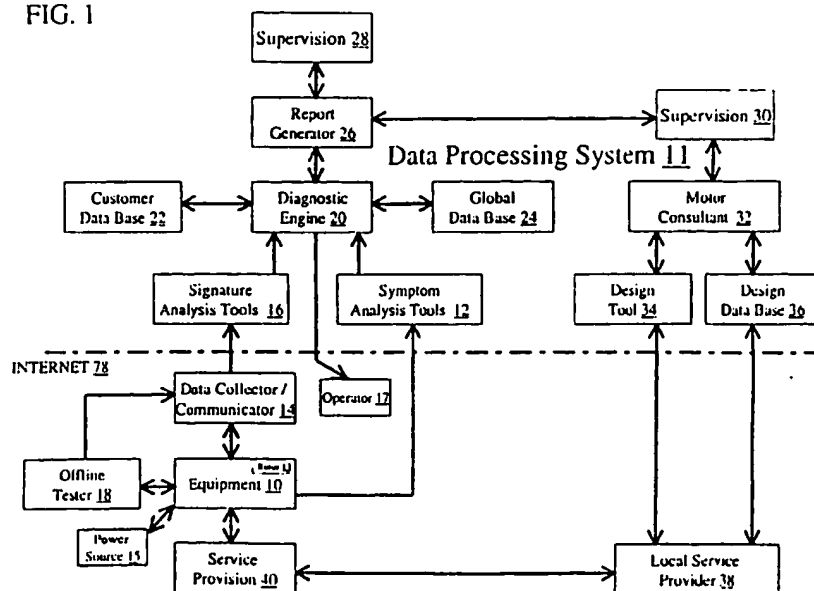 FIG. 1
Supervision 28
Report
Generator 26
Supervision 30
Data Processing System 11
Customer
Data Base 22
Diagnostic
Engine 20
Global
Data Base 24
Motor
Consultant
32
Signature
Analysis Tools 16
Symptom
Analysis Tools 12
Design
Tool 34
Design
Data Base 36
INTERNET 78
Data Collector /
Communicator 14
Operator 17
Offline
Tester 18
Equipment 10
Power
Source 15
Service
Provision 40
Local Service
Provider 38